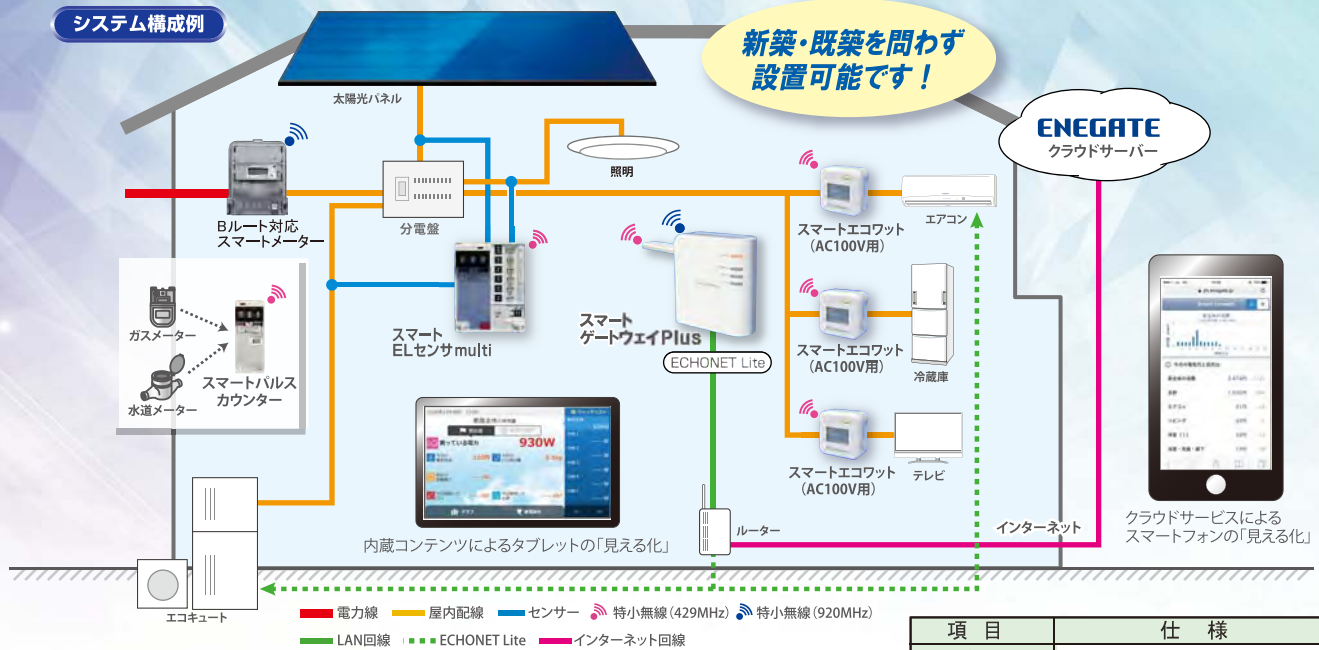 システム構成例
新築・既築を問わず
設置可能です！
太陽光パネル
ENEGATE
クラウドサーバー
照明
Bルート対応
スマートメーター
分電盤
スマートエコワット
(AC100V用)
エアコン
ガスメーター
水道メーター
スマートパルス
カウンター
スマート
ELセンサmulti
スマート
ゲートウェイPlus
ECHONET Lite
スマートエコワット
(AC100V用)
冷蔵庫
スマートエコワット
(AC100V用)
テレビ
930W
内蔵コンテンツによるタブレットの「見える化」
ルーター
インターネット
クラウドサービスによる
スマートフォンの「見える化」
エコキュート
電力線 屋内配線 センサー 特小無線(429MHz) 特小無線(920MHz)
LAN回線 ECHONET Lite インターネット回線
項目 仕様